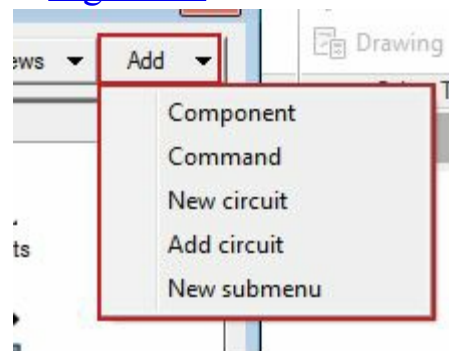 ews Add
Drawing
Component
Command
New circuit
Add circuit
ts
New submenu